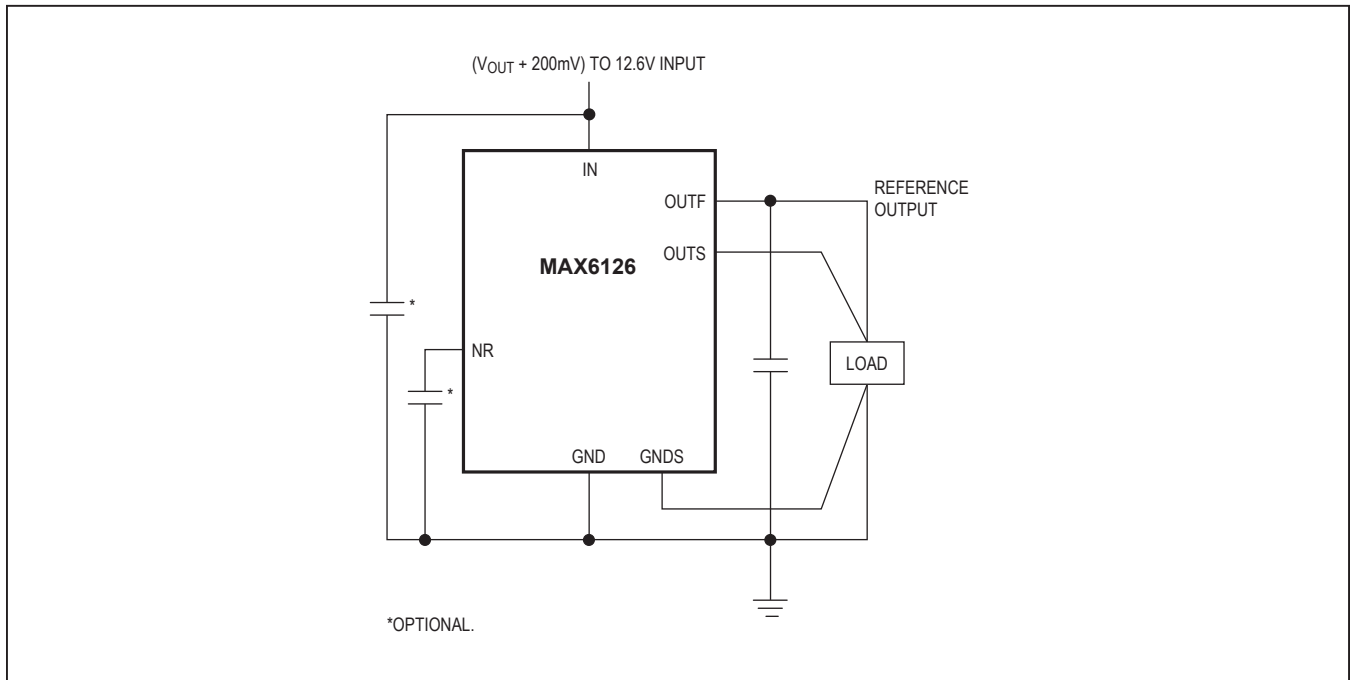 (VOUT + 200mV) TO 12.6V INPUT
IN
OUTF
REFERENCE
OUTPUT
OUTS
MAX6126
*
NR
LOAD
*
GND
GNDS
*OPTIONAL.